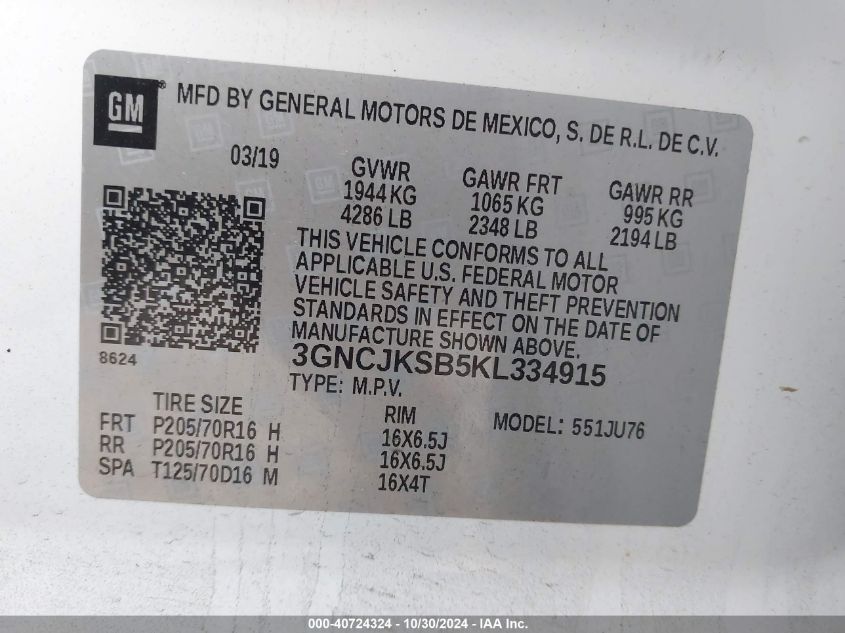 GM® MFD BY GENERAL MOTORS DE MEXICO, S. DE R.L. DE C.V.
03/19 GVWR GAWR FRT GAWR RR
1944 KG 1065 KG 995 KG
4286 LB 2348 LB 2194 LB
THIS VEHICLE CONFORMS TO ALL
APPLICABLE U.S. FEDERAL MOTOR
VEHICLE SAFETY AND THEFT PREVENTION
STANDARDS IN EFFECT ON THE DATE OF
MANUFACTURE SHOWN ABOVE.
8624 3GNCJKSB5KL334915
TYPE: M.P.V.
TIRE SIZE RIM MODEL: 551JU76
FRT P205/70R16 H 16X6.5J
RR P205/70R16 H 16X6.5J
SPA T125/70D16 M 16X4T
©-40724324 - 10/30/2024 - IAA Inc.